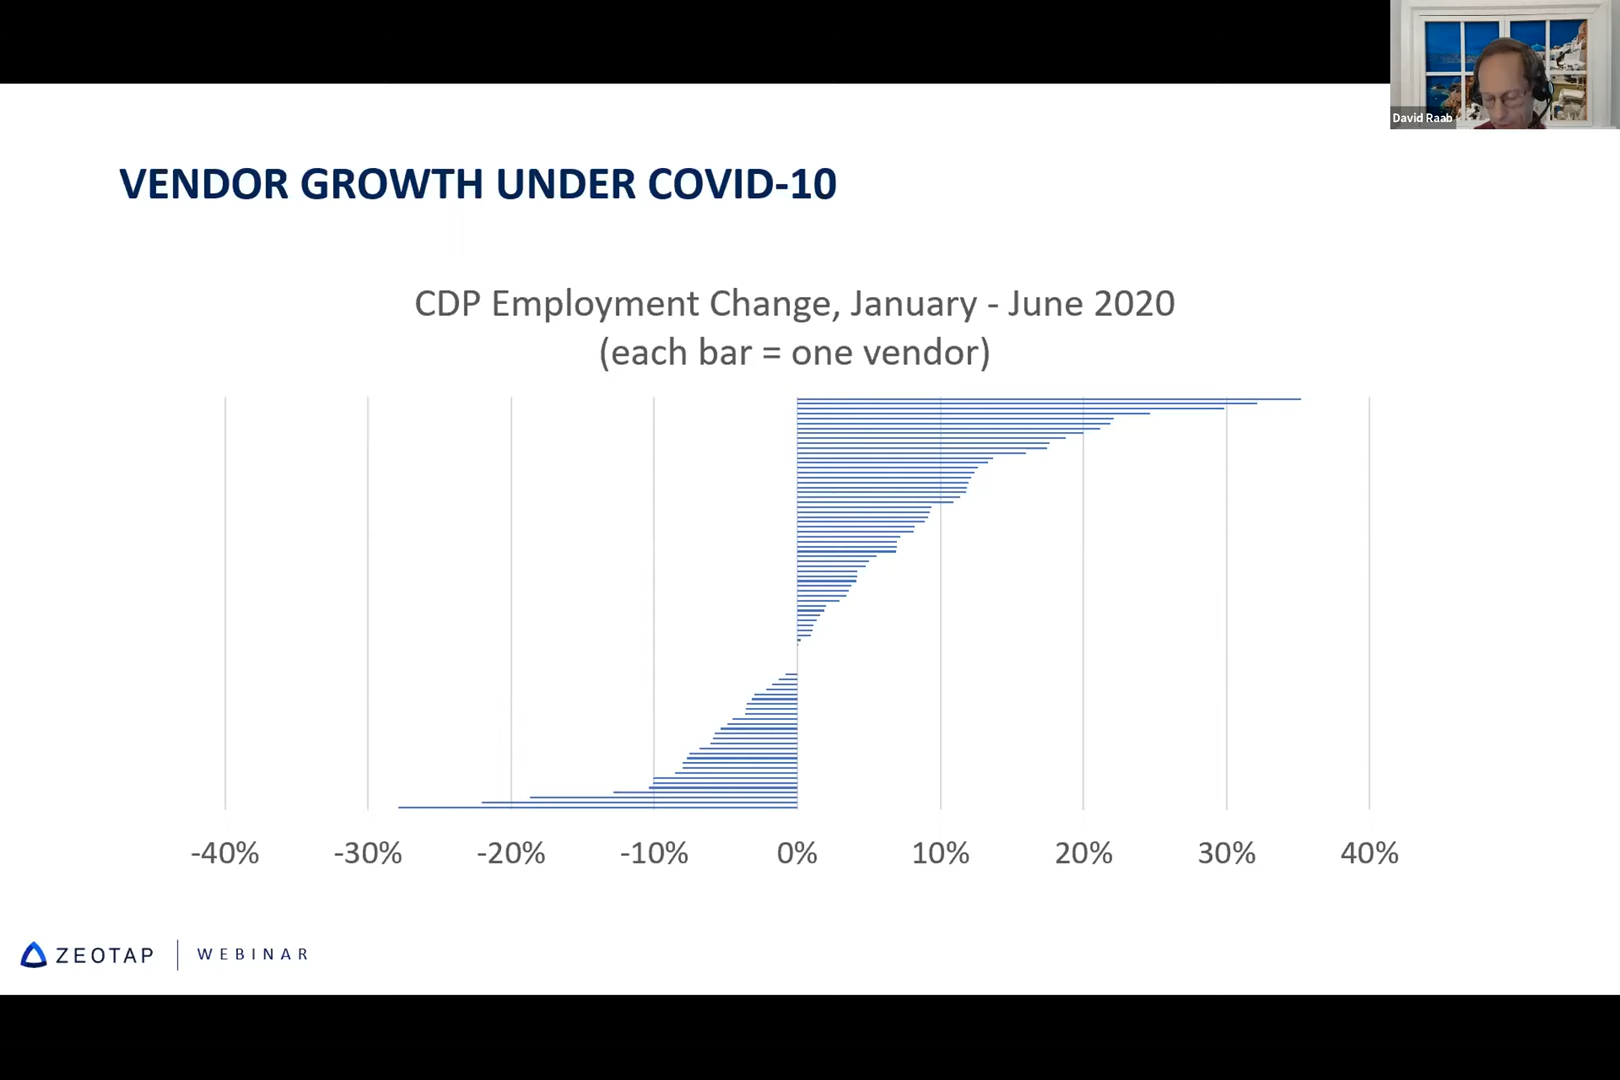 David Raab
VENDOR GROWTH UNDER COVID-10
CDP Employment Change, January - June 2020
(each bar = one vendor)
-40% -30% -20% -10% 0% 10% 20% 30% 40%
ZEOTAP | WEBINAR